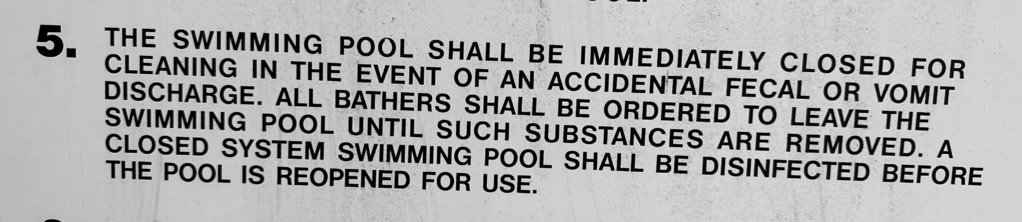 5. THE SWIMMING POOL SHALL BE IMMEDIATELY CLOSED FOR
CLEANING IN THE EVENT OF AN ACCIDENTAL FECAL OR VOMIT
DISCHARGE. ALL BATHERS SHALL BE ORDERED TO LEAVE THE
SWIMMING POOL UNTIL SUCH SUBSTANCES ARE REMOVED. A
CLOSED SYSTEM SWIMMING POOL SHALL BE DISINFECTED BEFORE
THE POOL IS REOPENED FOR USE.